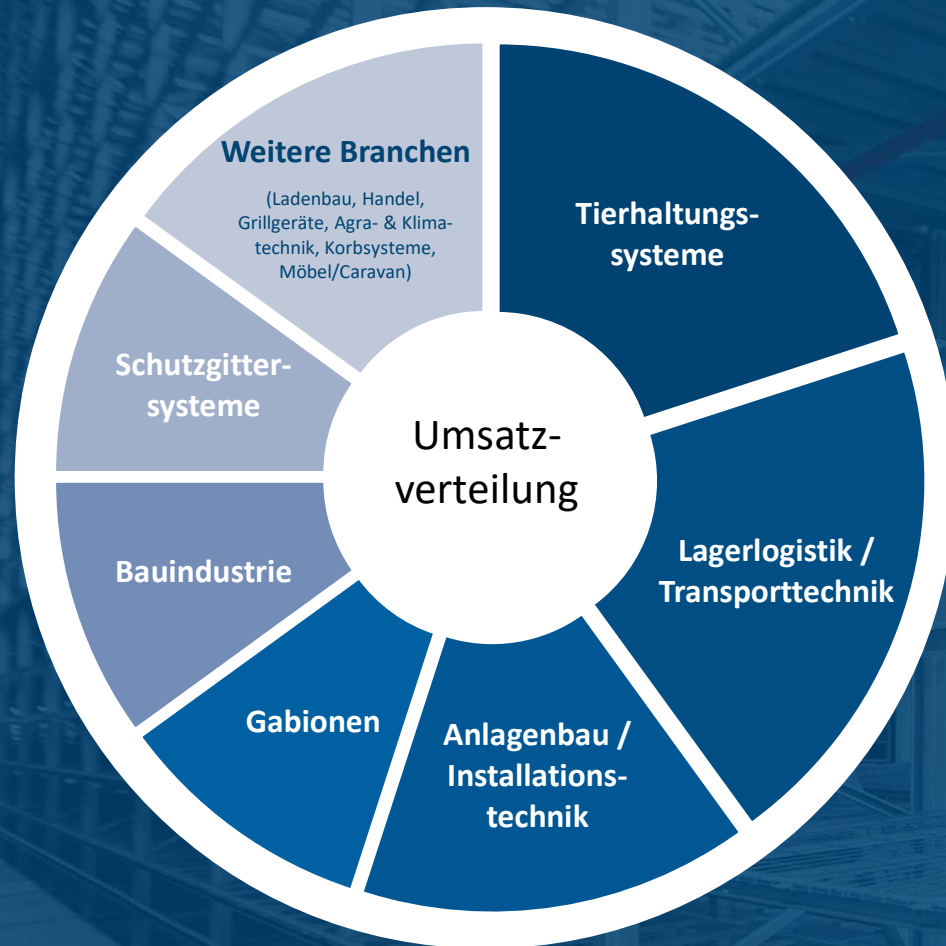 Weitere Branchen
(Ladenbau, Handel,
Grillgeräte, Agra- & Klima-
technik, Korbsysteme,
Möbel/Caravan)
Tierhaltungs-
systeme
Schutzgitter-
systeme
Umsatz-
verteilung
Lagerlogistik /
Transporttechnik
Bauindustrie
Gabionen
Anlagenbau /
Installations-
technik